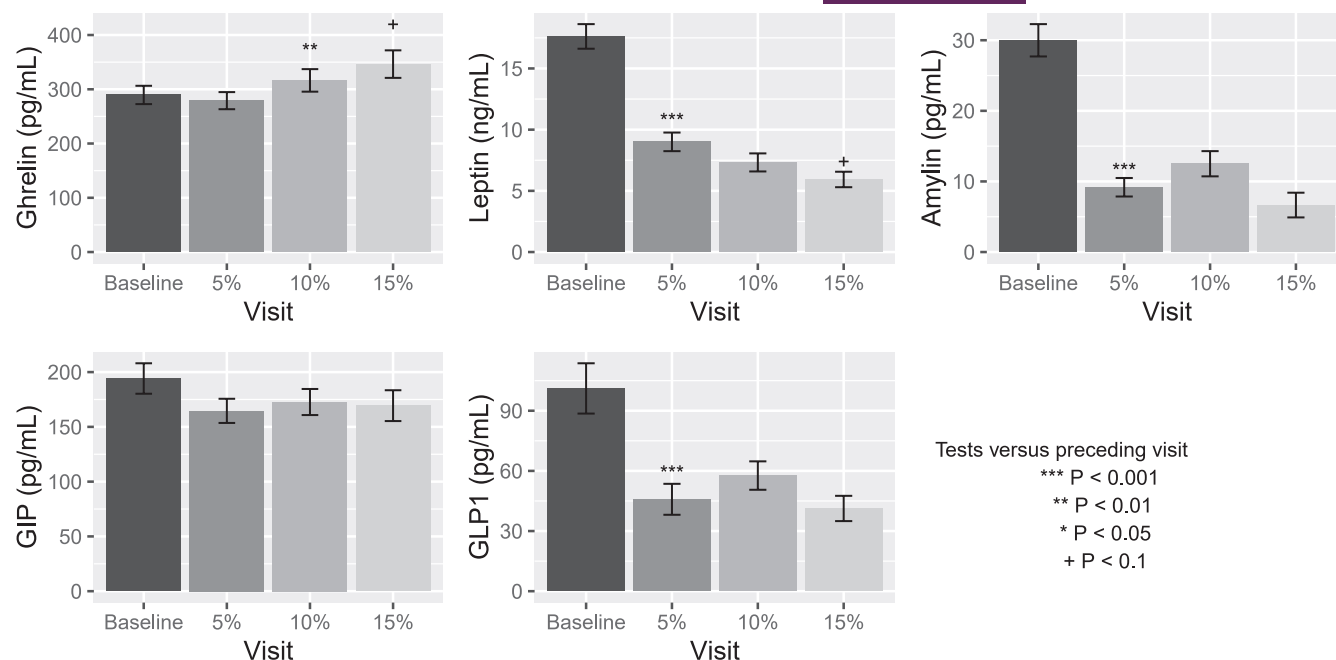 Ghrelin (pg/mL)
400
300
200
100
0
**
+
Baseline 5% 10% 15%
Visit
Leptin (ng/mL)
15
10
5
0
***
+
Baseline 5% 10% 15%
Visit
Amylin (pg/mL)
30
20
10
0
***
Baseline 5% 10% 15%
Visit
GIP (pg/mL)
200
150
100
50
0
Baseline 5% 10% 15%
Visit
GLP1 (pg/mL)
90
60
30
0
***
Baseline 5% 10% 15%
Visit
Tests versus preceding visit
*** P < 0.001
** P < 0.01
* P < 0.05
+ P < 0.1